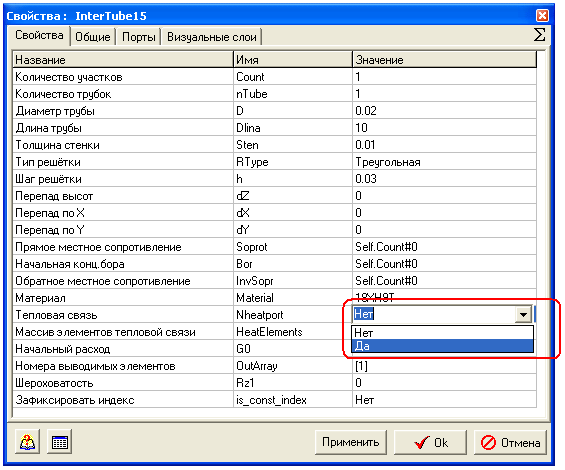 Свойства : InterTube15
Свойства Общие Порты Визуальные слои Σ
Название Имя Значение
Количество участков Count 1
Количество трубок nTube 1
Диаметр трубы D 0.02
Длина трубы Dlina 10
Толщина стенки Sten 0.01
Тип решётки RType Треугольная
Шаг решётки h 0.03
Перепад высот dZ 0
Перепад по X dX 0
Перепад по Y dY 0
Прямое местное сопротивление Soprot Self.Count#0
Начальная конц.бора Bor Self.Count#0
Обратное местное сопротивление InvSopr Self.Count#0
Материал Material
Тепловая связь Nheatport Нет
Массив элементов тепловой связи HeatElements Нет
Начальный расход G0 Да
Номера выводимых элементов OutArray [1]
Шероховатость Rz1 0
Зафиксировать индекс is_const_index Нет
Применить Ok Отмена